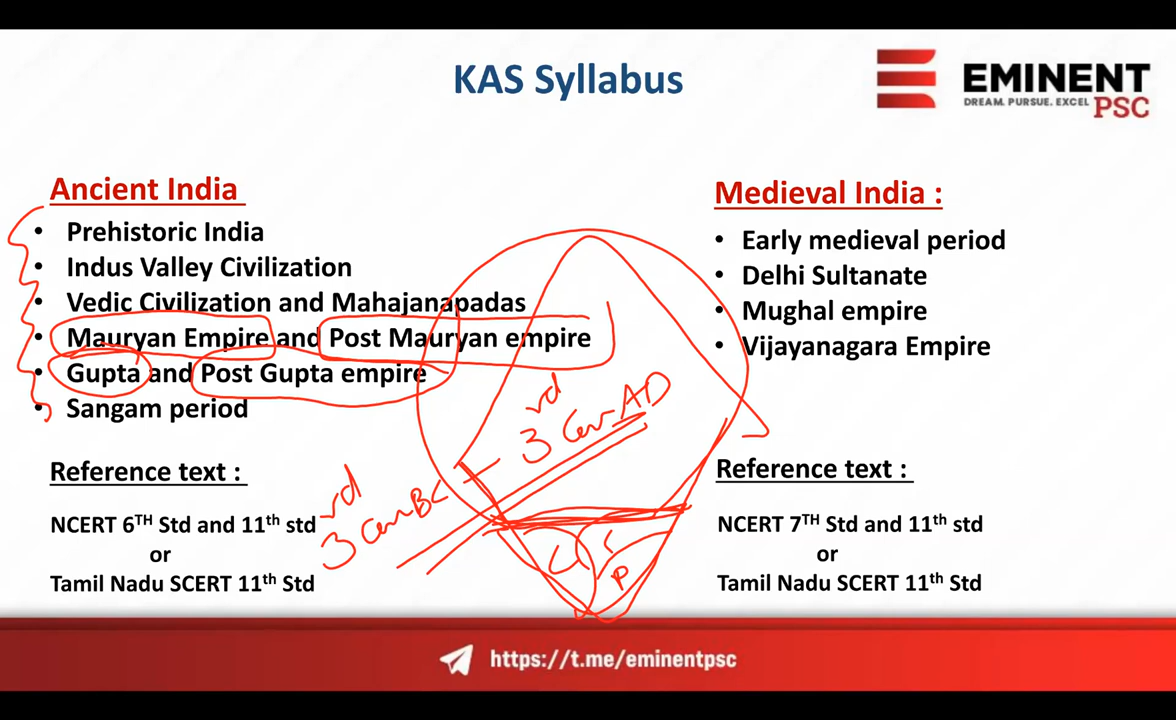 KAS Syllabus
EMINENT
DREAM. PURSUE. EXCEL
PSC
Ancient India
• Prehistoric India
• Indus Valley Civilization
• Vedic Civilization and Mahajanapadas
• Mauryan Empire and Post Mauryan empire
• Gupta and Post Gupta empire
• Sangam period
Reference text :
NCERT 6TH Std and 11th std
or
Tamil Nadu SCERT 11th Std
3rd Cen BC – 3rd Cen AD
C C P
Medieval India :
• Early medieval period
• Delhi Sultanate
• Mughal empire
• Vijayanagara Empire
Reference text :
NCERT 7TH Std and 11th std
or
Tamil Nadu SCERT 11th Std
https://t.me/eminentpsc